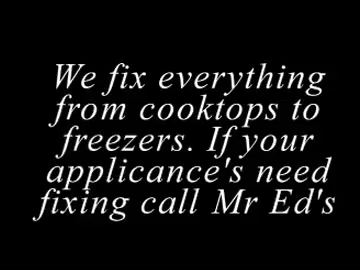 We fix everything
from cooktops to
freezers. If your
applicance's need
fixing call Mr Ed's